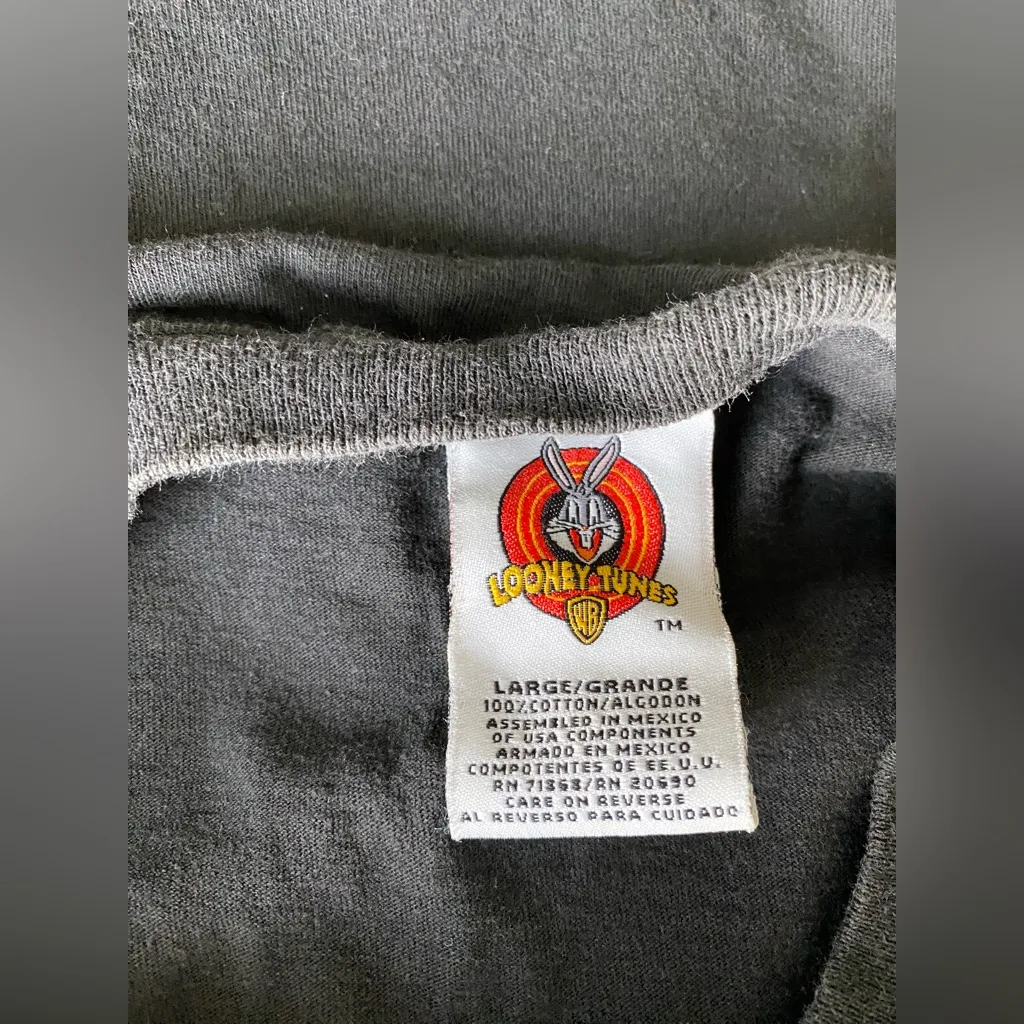 LOONEY TUNES
WB
TM
LARGE/GRANDE
100%COTTON/ALGODON
ASSEMBLED IN MEXICO
OF USA COMPONENTS
ARMADO EN MEXICO
COMPOTENTES DE EE.U.U.
RN 71868/RN 20690
CARE ON REVERSE
AL REVERSO PARA CUIDADO